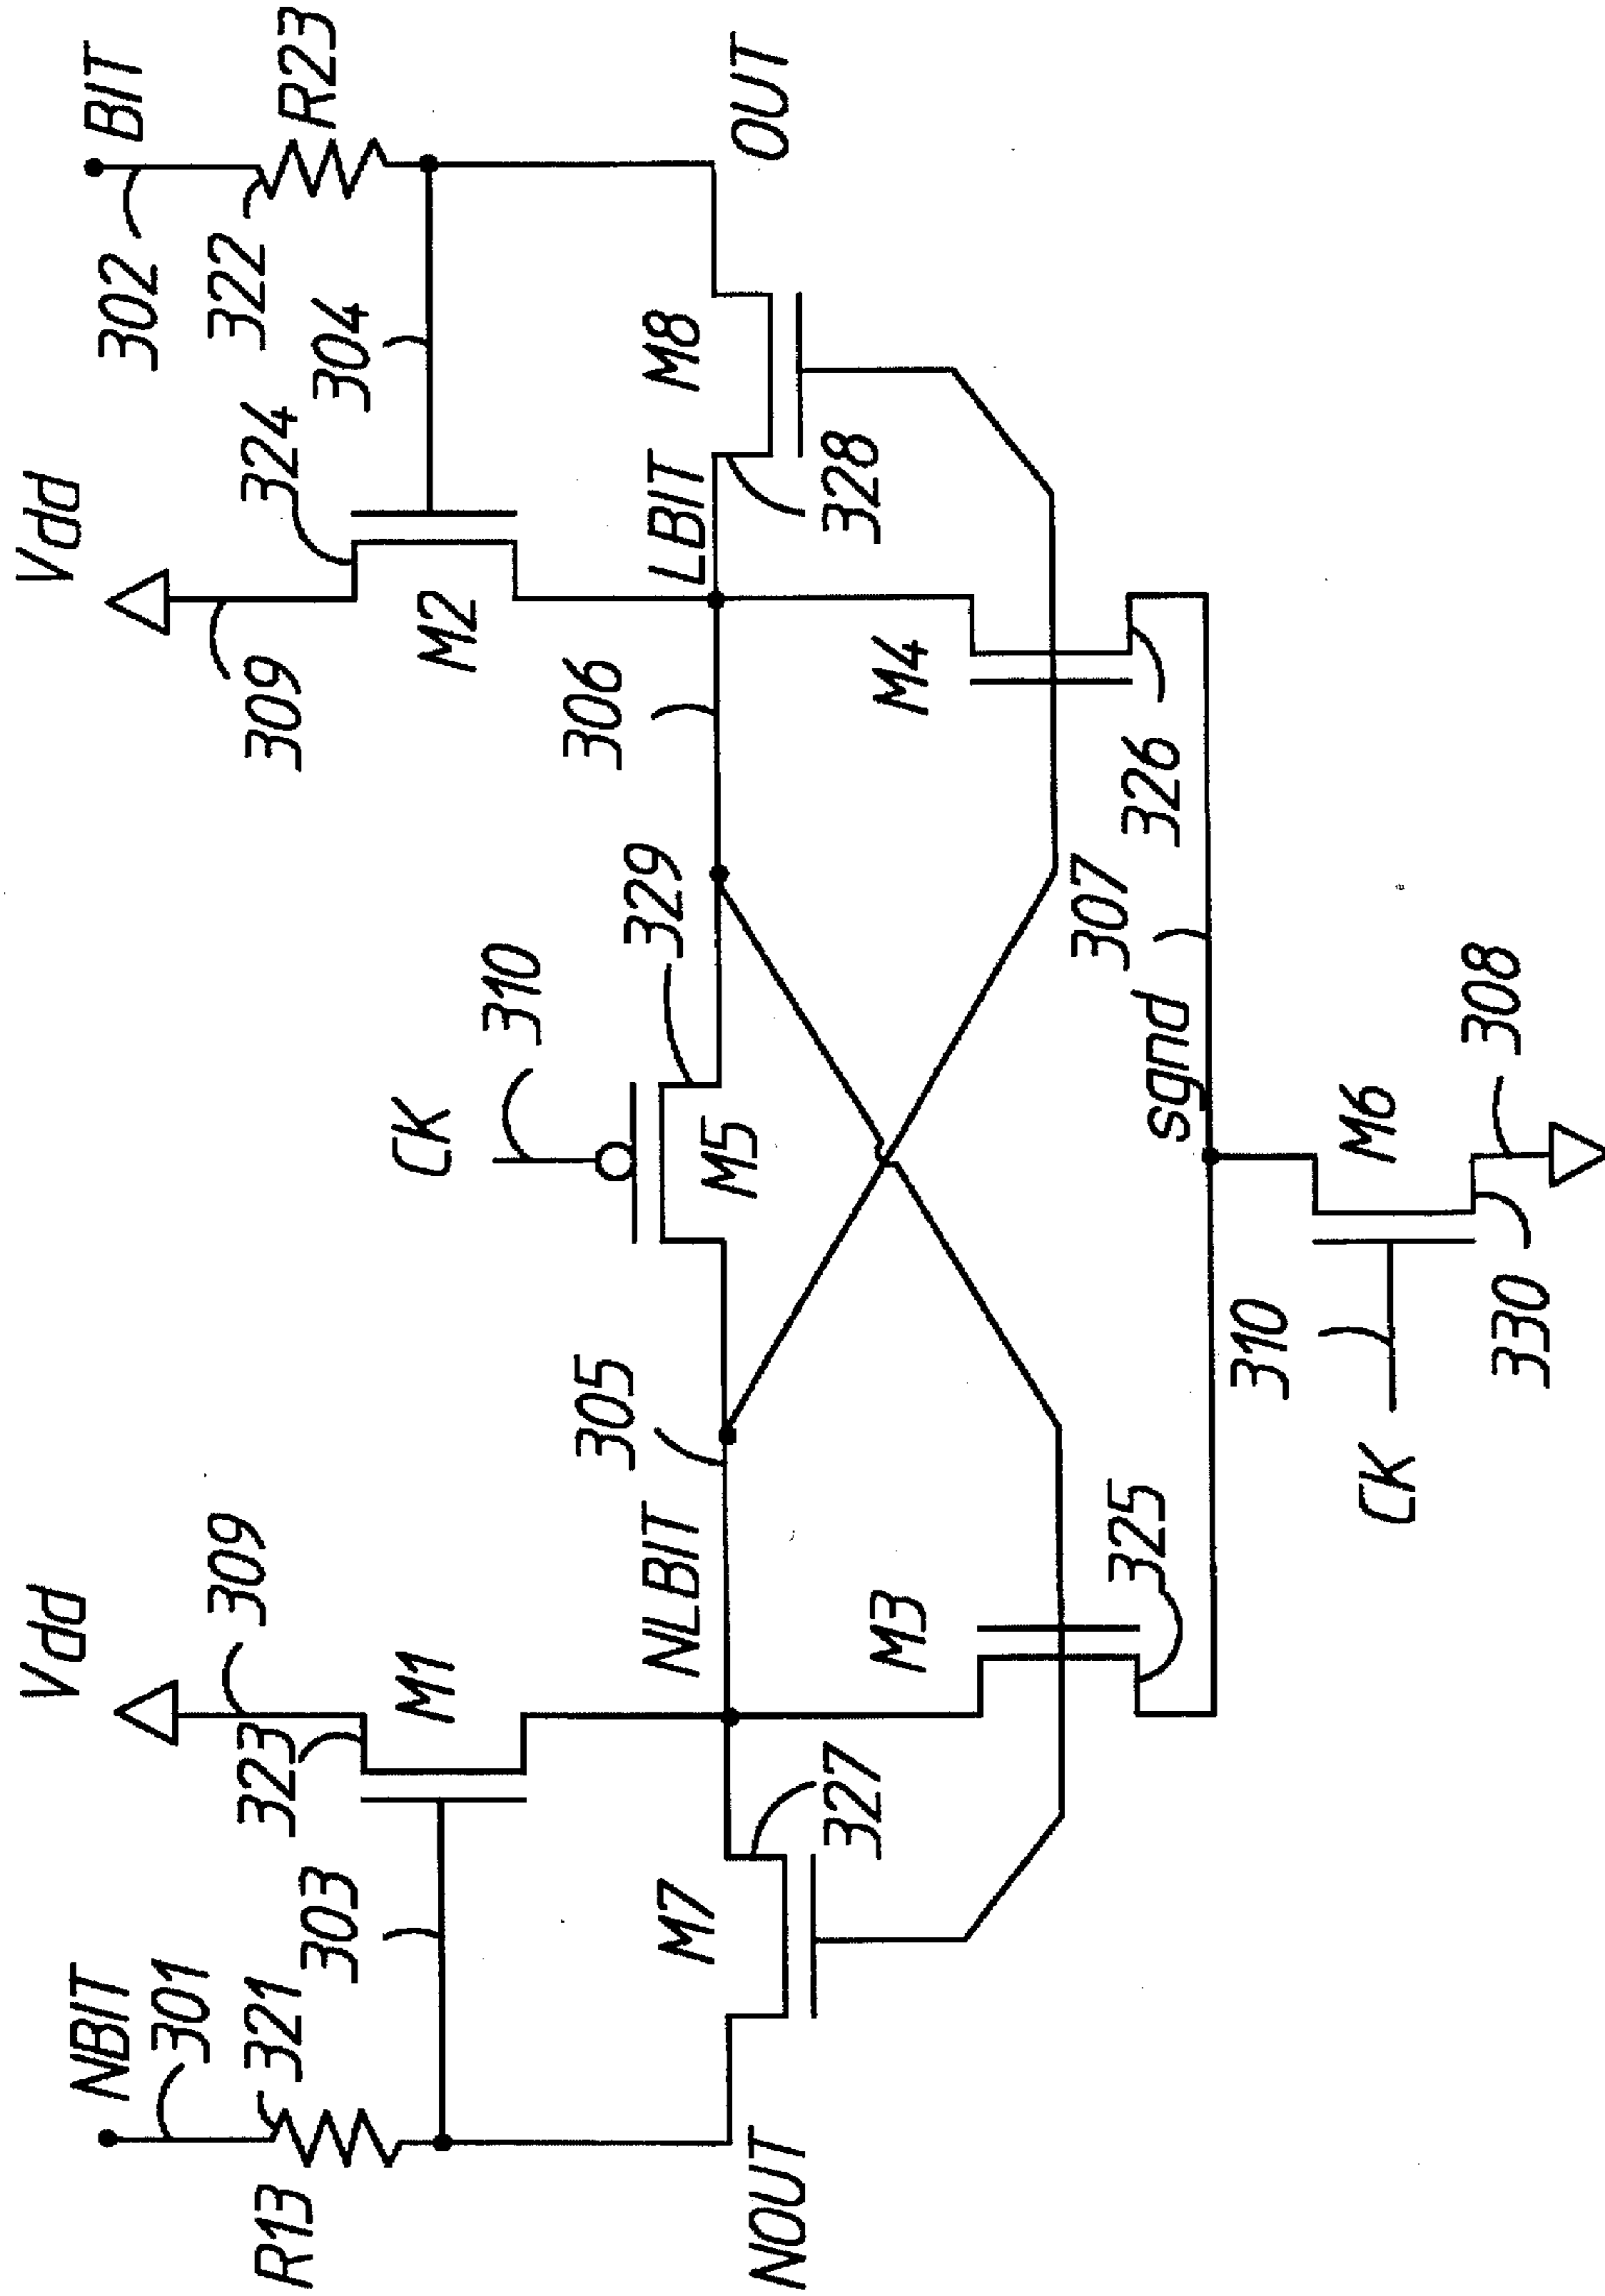 Vdd
Vdd
NBIT
301
R13
321
323
309
303
M1
CK
310
309
324
M2
304
BIT
302
322
R23
NOUT
M7
327
NLBIT
305
M5
329
306
LBIT
M8
328
OUT
M3
325
M4
326
sgnd
307
310
CK
M6
330
308